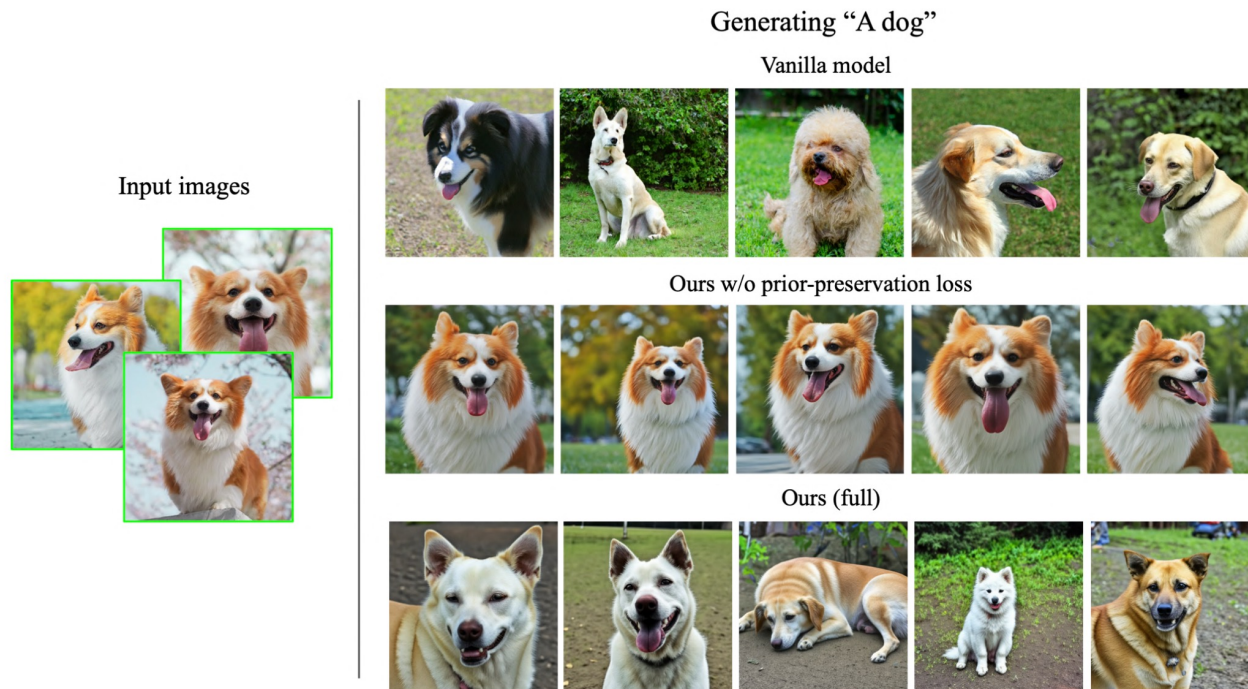 Generating “A dog”
Vanilla model
Input images
Ours w/o prior-preservation loss
Ours (full)